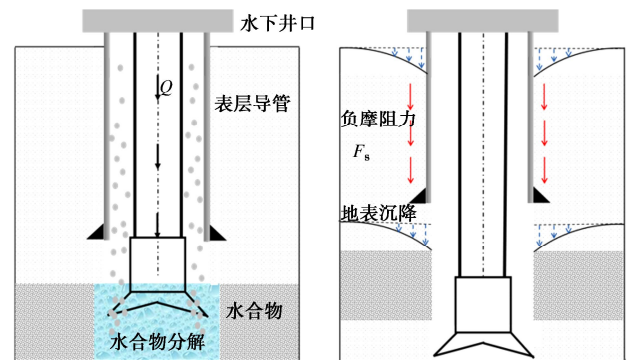 水下井口
Q
表层导管
水合物
水合物分解
负摩阻力
Fs
地表沉降